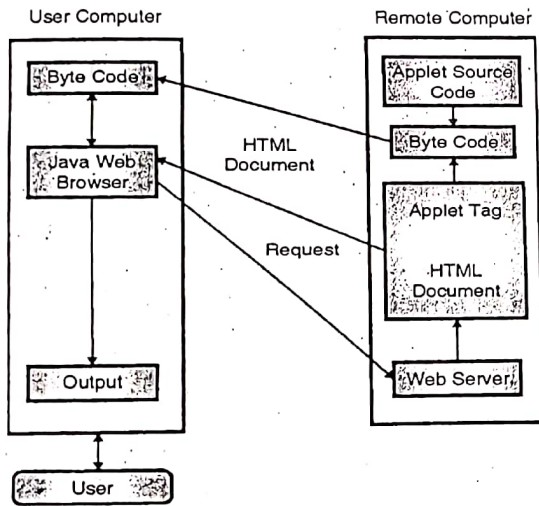 User Computer
Remote Computer
Byte Code
Applet Source
Code
Byte Code
Java Web
Browser
HTML
Document
Applet Tag
Request
HTML
Document
Output
Web Server
User